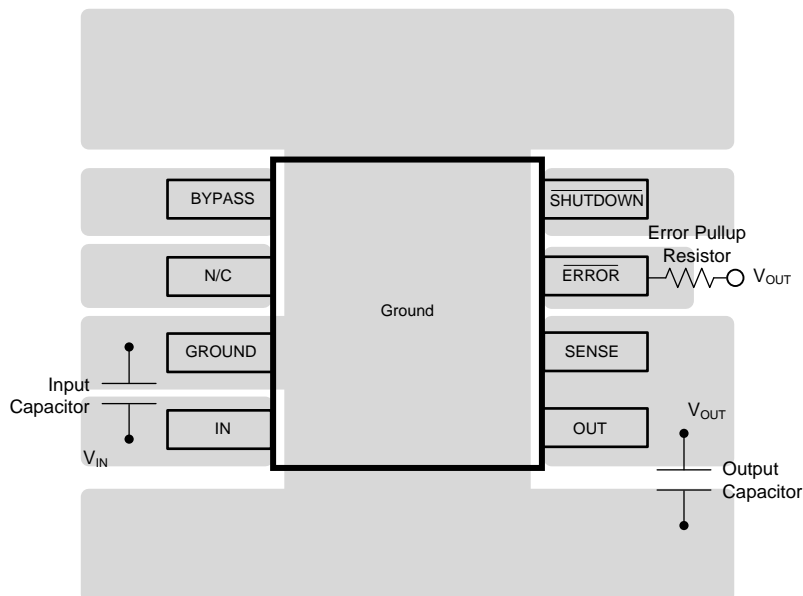 BYPASS
SHUTDOWN
Error Pullup
Resistor
N/C
ERROR
VOUT
Ground
GROUND
SENSE
Input
Capacitor
IN
OUT
VOUT
VIN
Output
Capacitor